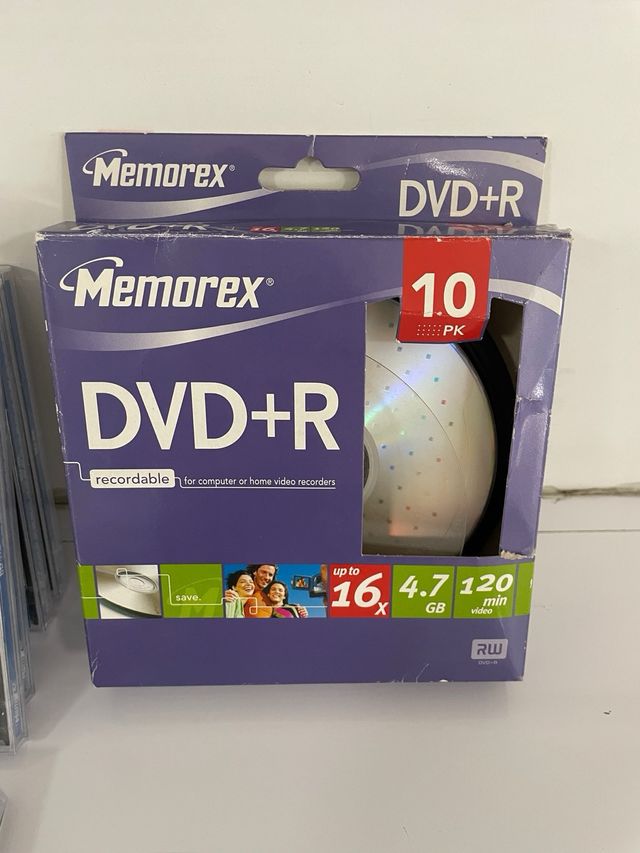 Memorex®
DVD+R
Memorex®
10
PK
DVD+R
recordable
for computer or home video recorders
save.
up to
16x
4.7
GB
120
min
video
RW
DVD+R